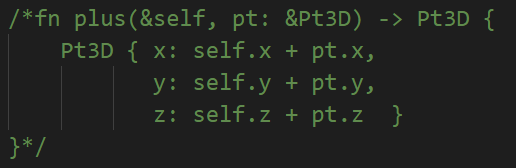 /*fn plus(&self, pt: &Pt3D) -> Pt3D {
    Pt3D { x: self.x + pt.x,
           y: self.y + pt.y,
           z: self.z + pt.z  }
}*/